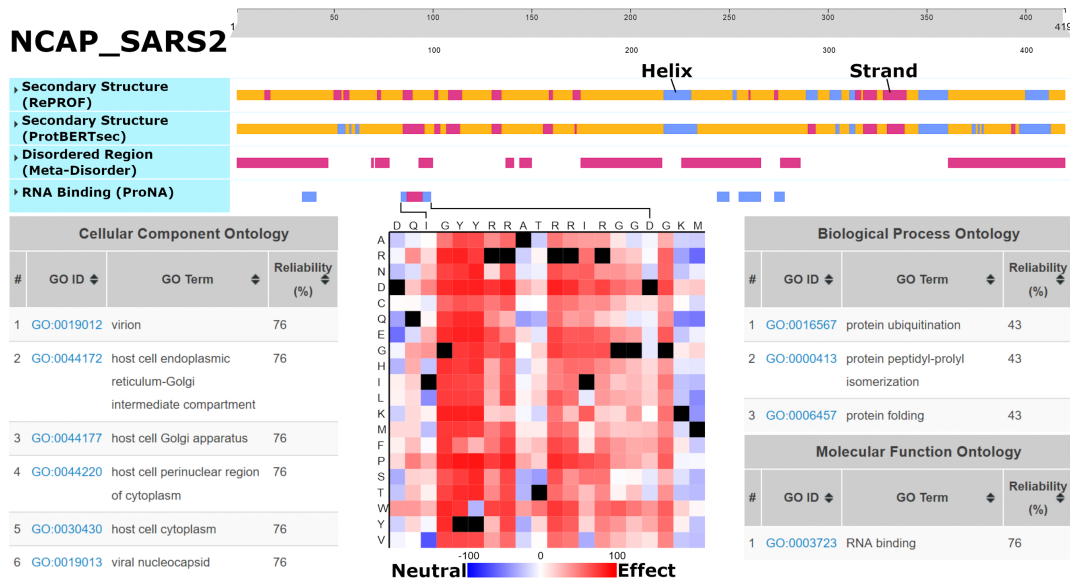 50 150 250 350 400
1 419
NCAP_SARS2
100 200 300 400
Helix Strand
Secondary Structure
(RePROF)
Secondary Structure
(ProtBERTsec)
Disordered Region
(Meta-Disorder)
RNA Binding (ProNA)
Cellular Component Ontology
# GO ID GO Term Reliability
(%)
1 GO:0019012 virion 76
2 GO:0044172 host cell endoplasmic 76
reticulum-Golgi
intermediate compartment
3 GO:0044177 host cell Golgi apparatus 76
4 GO:0044220 host cell perinuclear region 76
of cytoplasm
5 GO:0030430 host cell cytoplasm 76
6 GO:0019013 viral nucleocapsid 76
D Q I G Y Y R R A T R R I R G G D G K M
A
R
N
D
C
Q
E
G
H
I
L
K
M
F
P
S
T
W
Y
V
-100 0 100
Neutral Effect
Biological Process Ontology
# GO ID GO Term Reliability
(%)
1 GO:0016567 protein ubiquitination 43
2 GO:0000413 protein peptidyl-prolyl 43
isomerization
3 GO:0006457 protein folding 43
Molecular Function Ontology
# GO ID GO Term Reliability
(%)
1 GO:0003723 RNA binding 76